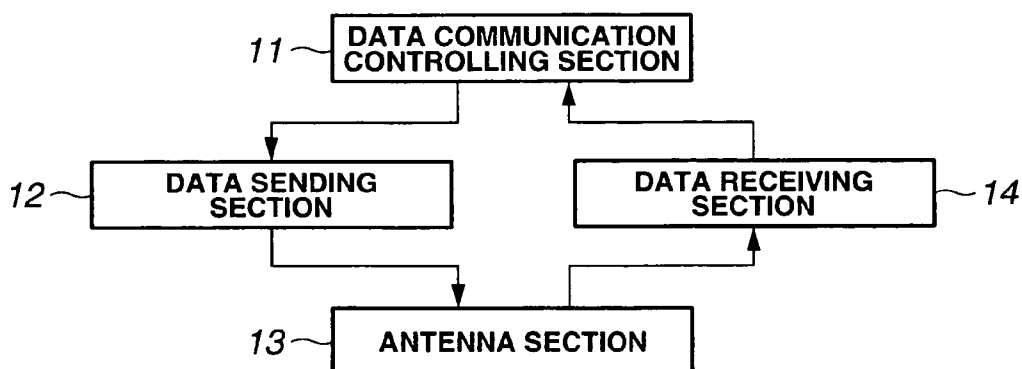 11
DATA COMMUNICATION
CONTROLLING SECTION
12
DATA SENDING
SECTION
DATA RECEIVING
SECTION
14
13
ANTENNA SECTION